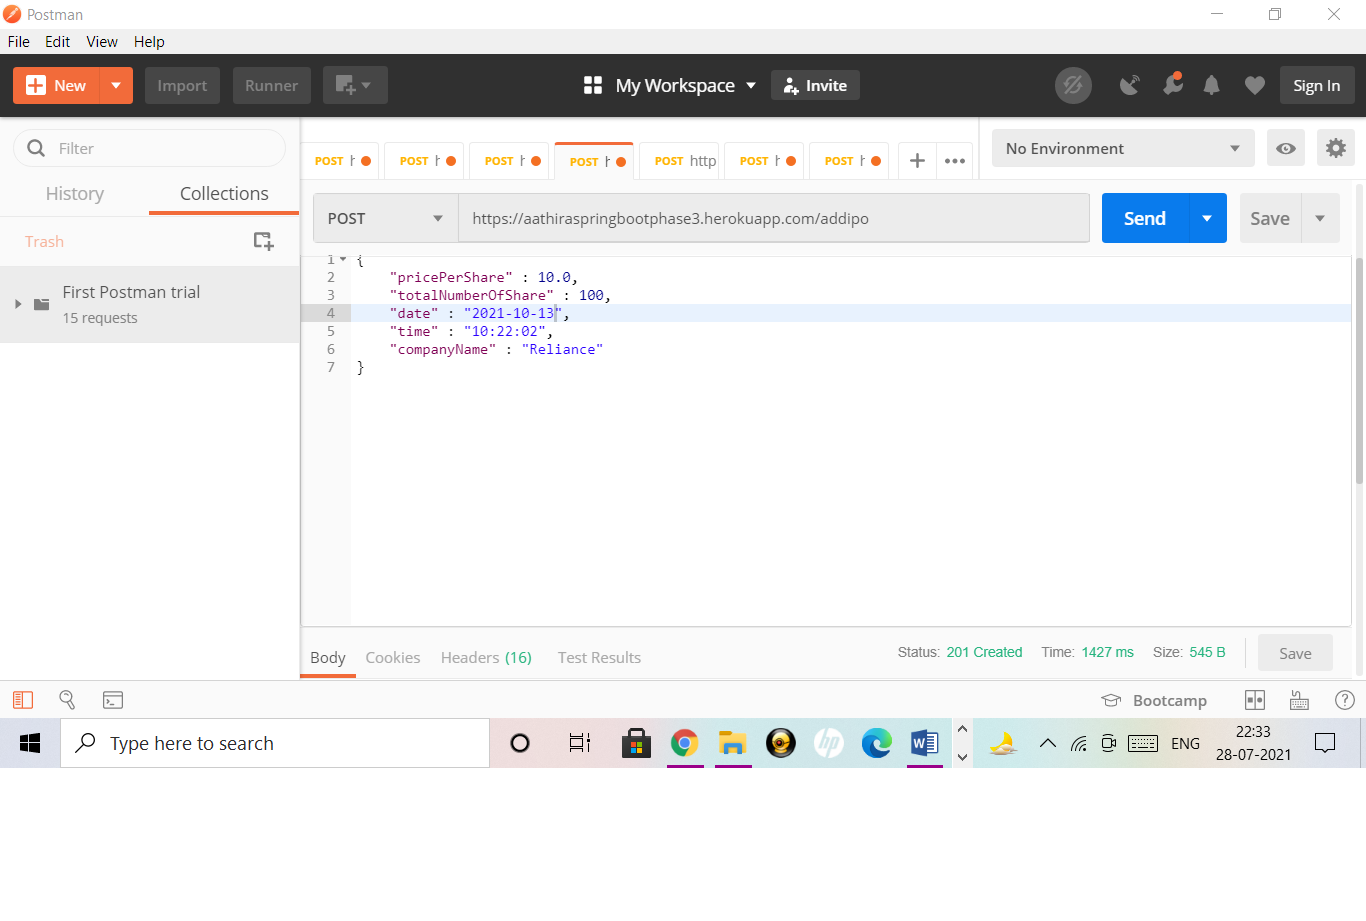 Postman
File Edit View Help
New Import Runner My Workspace Invite Sign In
Filter
History Collections
Trash
First Postman trial
15 requests
POST POST POST POST POST http POST POST
No Environment
POST https://aathiraspringbootphase3.herokuapp.com/addipo Send Save
1 {
2 "pricePerShare" : 10.0,
3 "totalNumberOfShare" : 100,
4 "date" : "2021-10-13",
5 "time" : "10:22:02",
6 "companyName" : "Reliance"
7 }
Body Cookies Headers (16) Test Results Status: 201 Created Time: 1427 ms Size: 545 B Save
Bootcamp
Type here to search
hp
ENG
22:33
28-07-2021